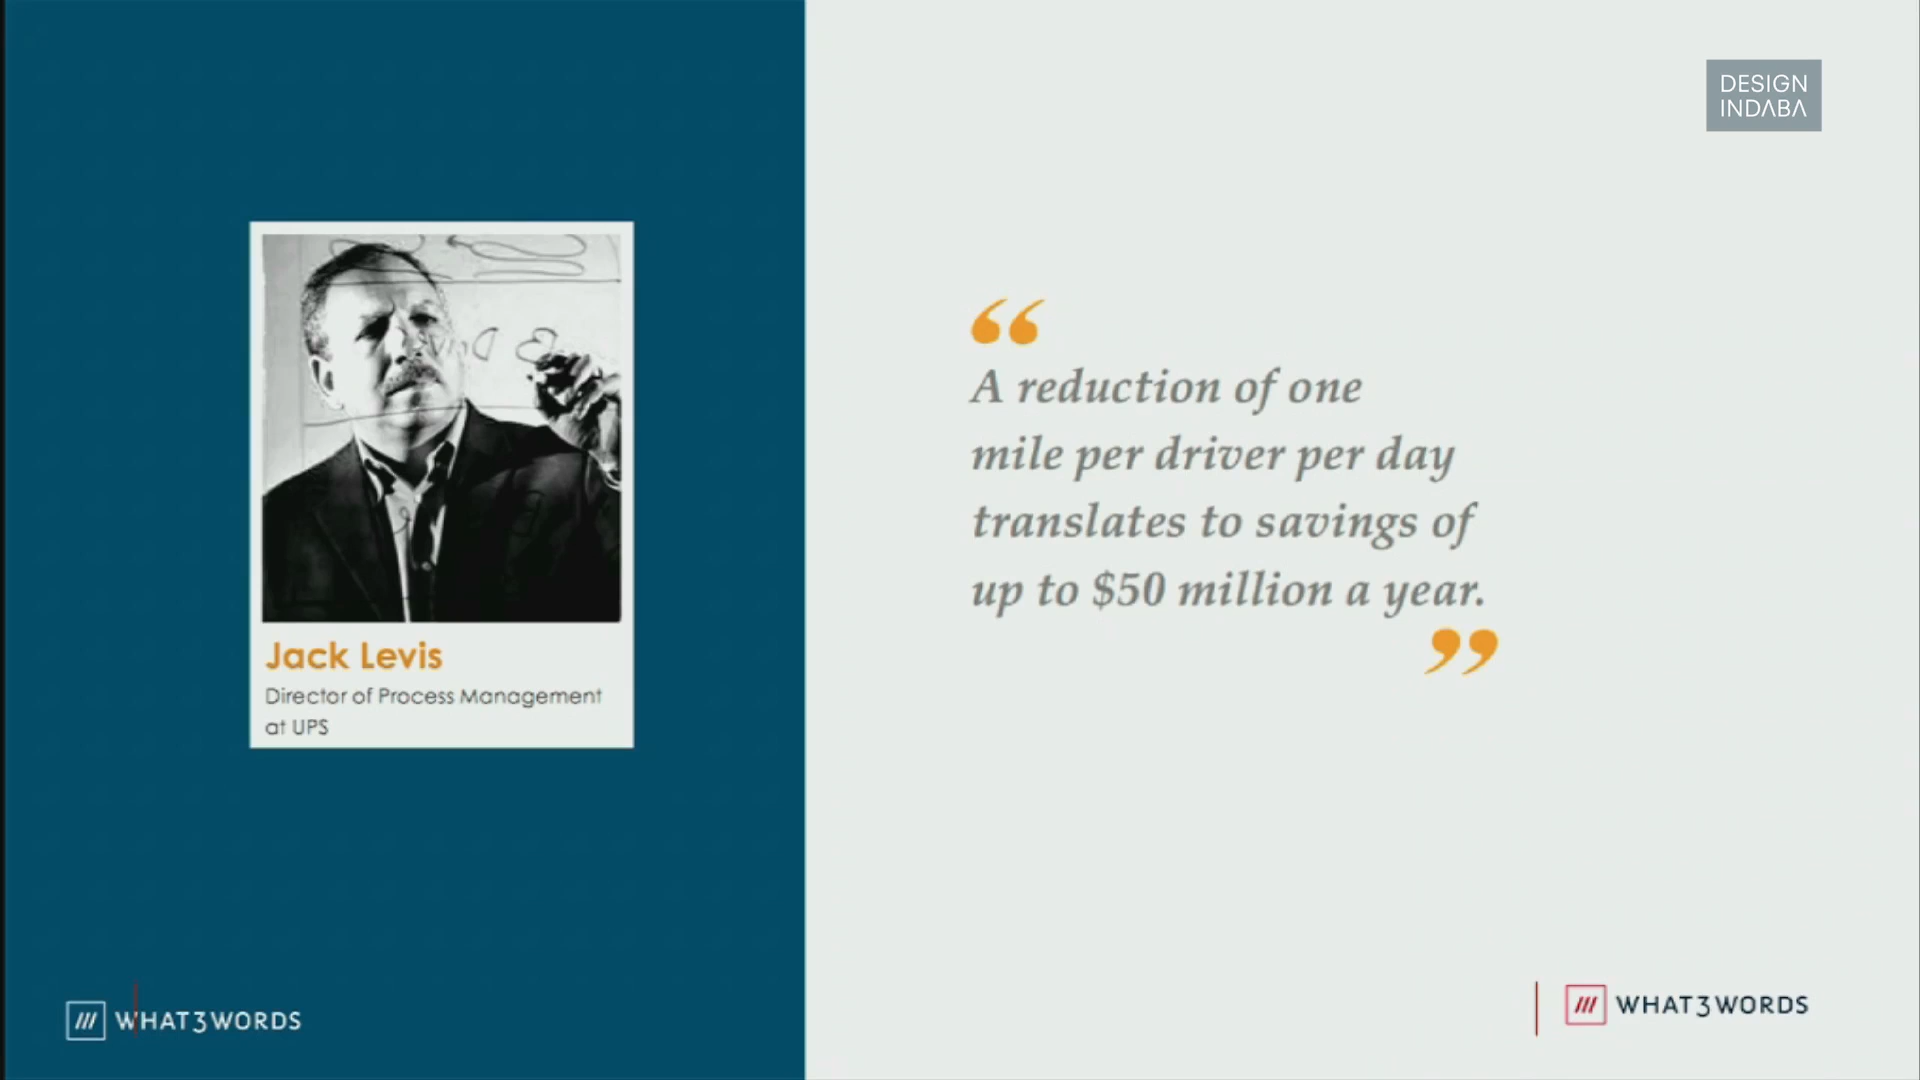 DESIGN
INDABA
“
A reduction of one
mile per driver per day
translates to savings of
up to $50 million a year.
”
Jack Levis
Director of Process Management
at UPS
WHAT3WORDS
WHAT3WORDS